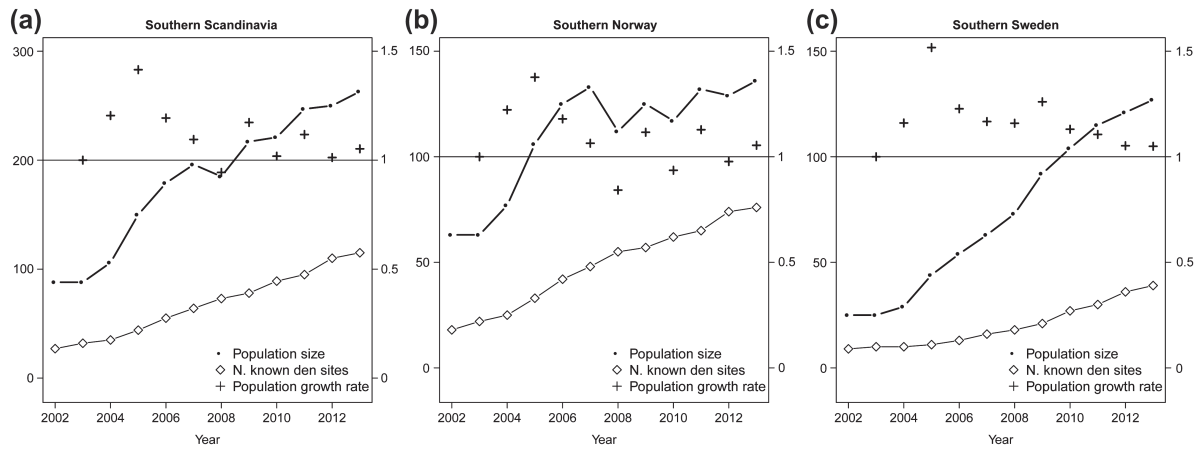 (a) Southern Scandinavia
300
200
100
0
1.5
1
0.5
0
Population size
N. known den sites
Population growth rate
2002 2004 2006 2008 2010 2012
Year
(b) Southern Norway
150
100
50
0
1.5
1
0.5
0
Population size
N. known den sites
Population growth rate
2002 2004 2006 2008 2010 2012
Year
(c) Southern Sweden
150
100
50
0
1.5
1
0.5
0
Population size
N. known den sites
Population growth rate
2002 2004 2006 2008 2010 2012
Year